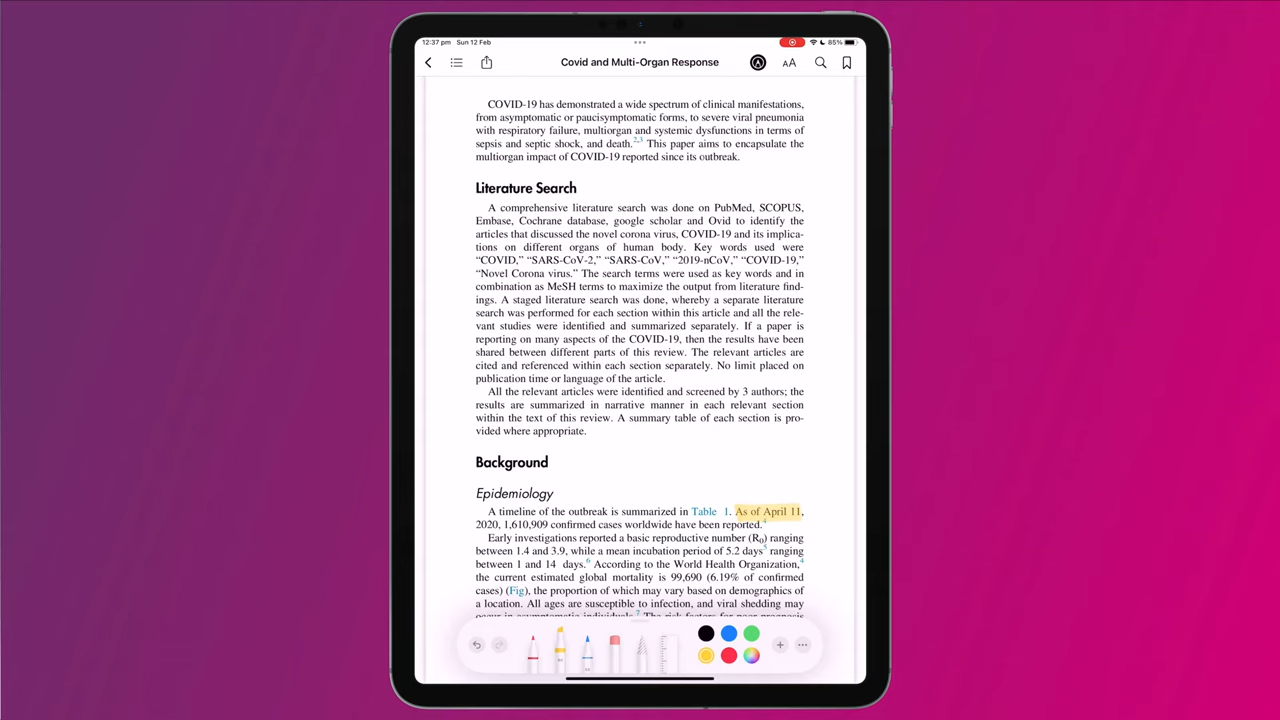 12:37 pm Sun 12 Feb
85%
Covid and Multi-Organ Response
AA
COVID-19 has demonstrated a wide spectrum of clinical manifestations,
from asymptomatic or paucisymptomatic forms, to severe viral pneumonia
with respiratory failure, multiorgan and systemic dysfunctions in terms of
sepsis and septic shock, and death.2,3 This paper aims to encapsulate the
multiorgan impact of COVID-19 reported since its outbreak.
Literature Search
A comprehensive literature search was done on PubMed, SCOPUS,
Embase, Cochrane database, google scholar and Ovid to identify the
articles that discussed the novel corona virus, COVID-19 and its implica-
tions on different organs of human body. Key words used were
“COVID,” “SARS-CoV-2,” “SARS-CoV,” “2019-nCoV,” “COVID-19,”
“Novel Corona virus.” The search terms were used as key words and in
combination as MeSH terms to maximize the output from literature find-
ings. A staged literature search was done, whereby a separate literature
search was performed for each section within this article and all the rele-
vant studies were identified and summarized separately. If a paper is
reporting on many aspects of the COVID-19, then the results have been
shared between different parts of this review. The relevant articles are
cited and referenced within each section separately. No limit placed on
publication time or language of the article.
All the relevant articles were identified and screened by 3 authors; the
results are summarized in narrative manner in each relevant section
within the text of this review. A summary table of each section is pro-
vided where appropriate.
Background
Epidemiology
A timeline of the outbreak is summarized in Table 1. As of April 11,
2020, 1,610,909 confirmed cases worldwide have been reported.4
Early investigations reported a basic reproductive number (R0) ranging
between 1.4 and 3.9, while a mean incubation period of 5.2 days5 ranging
between 1 and 14 days.6 According to the World Health Organization,4
the current estimated global mortality is 99,690 (6.19% of confirmed
cases) (Fig), the proportion of which may vary based on demographics of
a location. All ages are susceptible to infection, and viral shedding may
occur in asymptomatic individuals.7 The risk factors for poor prognosis